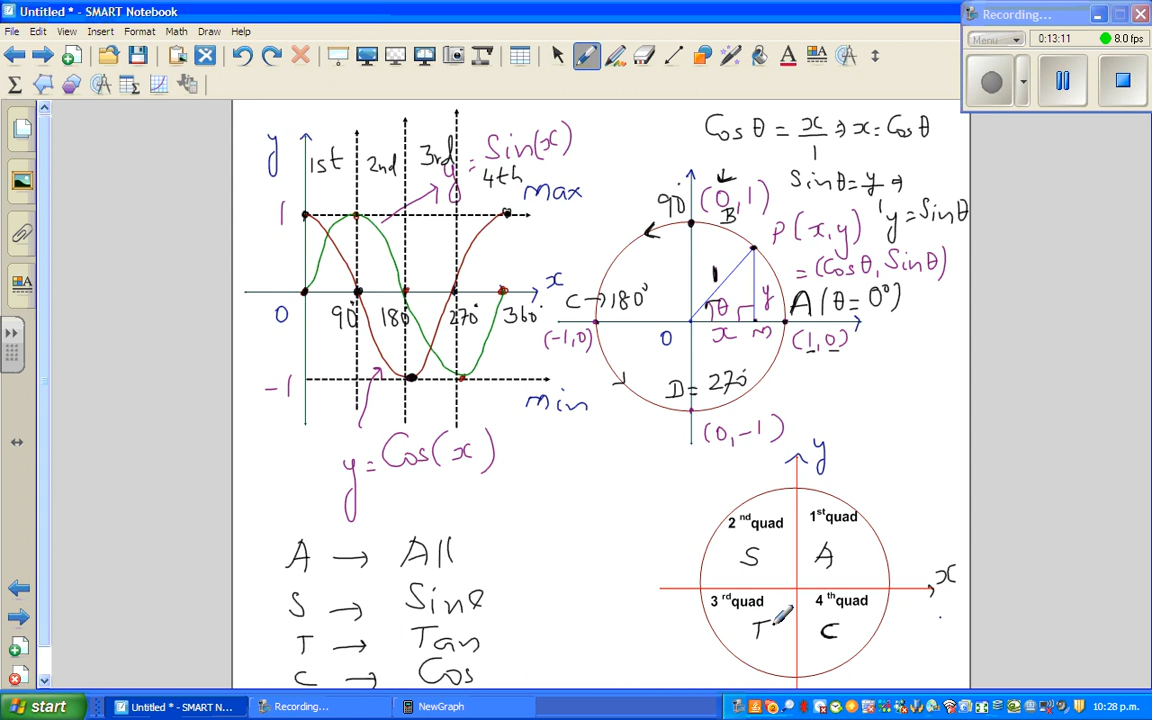 Untitled * - SMART Notebook
File Edit View Insert Format Math Draw Help
Recording...
Menu
0:13:11
8.0 fps
y
1st
2nd
3rd
4th
y = Sin(x)
max
1
0
90°
180
270°
360°
x
-1
min
y = Cos(x)
Cos θ = x/1 ⇒ x = Cos θ
Sin θ = y/1 ⇒
y = Sin θ
90°
(0, 1)
B
P(x, y)
= (Cos θ, Sin θ)
C → 180°
1
θ
y
A (θ = 0°)
(-1, 0)
0
x
m
(1, 0)
D = 270°
(0, -1)
y
2nd quad
1st quad
S
A
x
3rd quad
4th quad
T
C
A → All
S → Sine
T → Tan
C → Cos
start
Untitled * - SMART N...
Recording...
NewGraph
10:28 p.m.